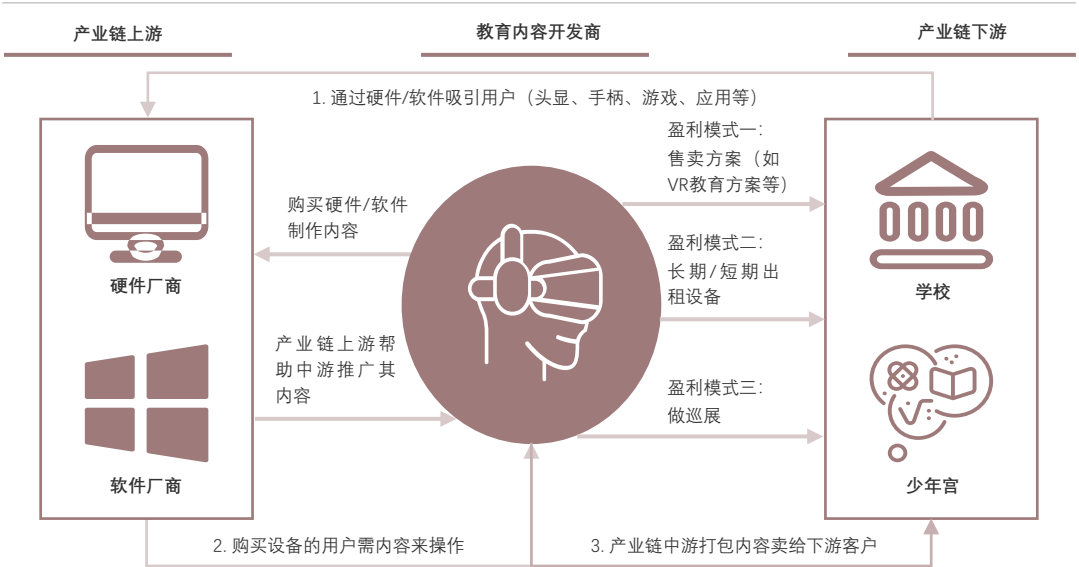 产业链上游
教育内容开发商
产业链下游
1. 通过硬件/软件吸引用户（头显、手柄、游戏、应用等）
盈利模式一：
售卖方案（如
VR教育方案等）
购买硬件/软件
制作内容
盈利模式二：
长期/短期出
租设备
硬件厂商
学校
产业链上游帮
助中游推广其
内容
盈利模式三：
做巡展
软件厂商
少年宫
2. 购买设备的用户需内容来操作
3. 产业链中游打包内容卖给下游客户